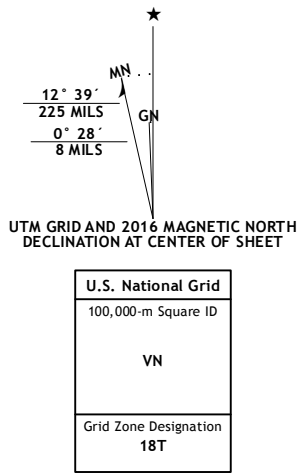 MN
GN
12° 39´
225 MILS
0° 28´
8 MILS
UTM GRID AND 2016 MAGNETIC NORTH
DECLINATION AT CENTER OF SHEET
U.S. National Grid
100,000-m Square ID
VN
Grid Zone Designation
18T